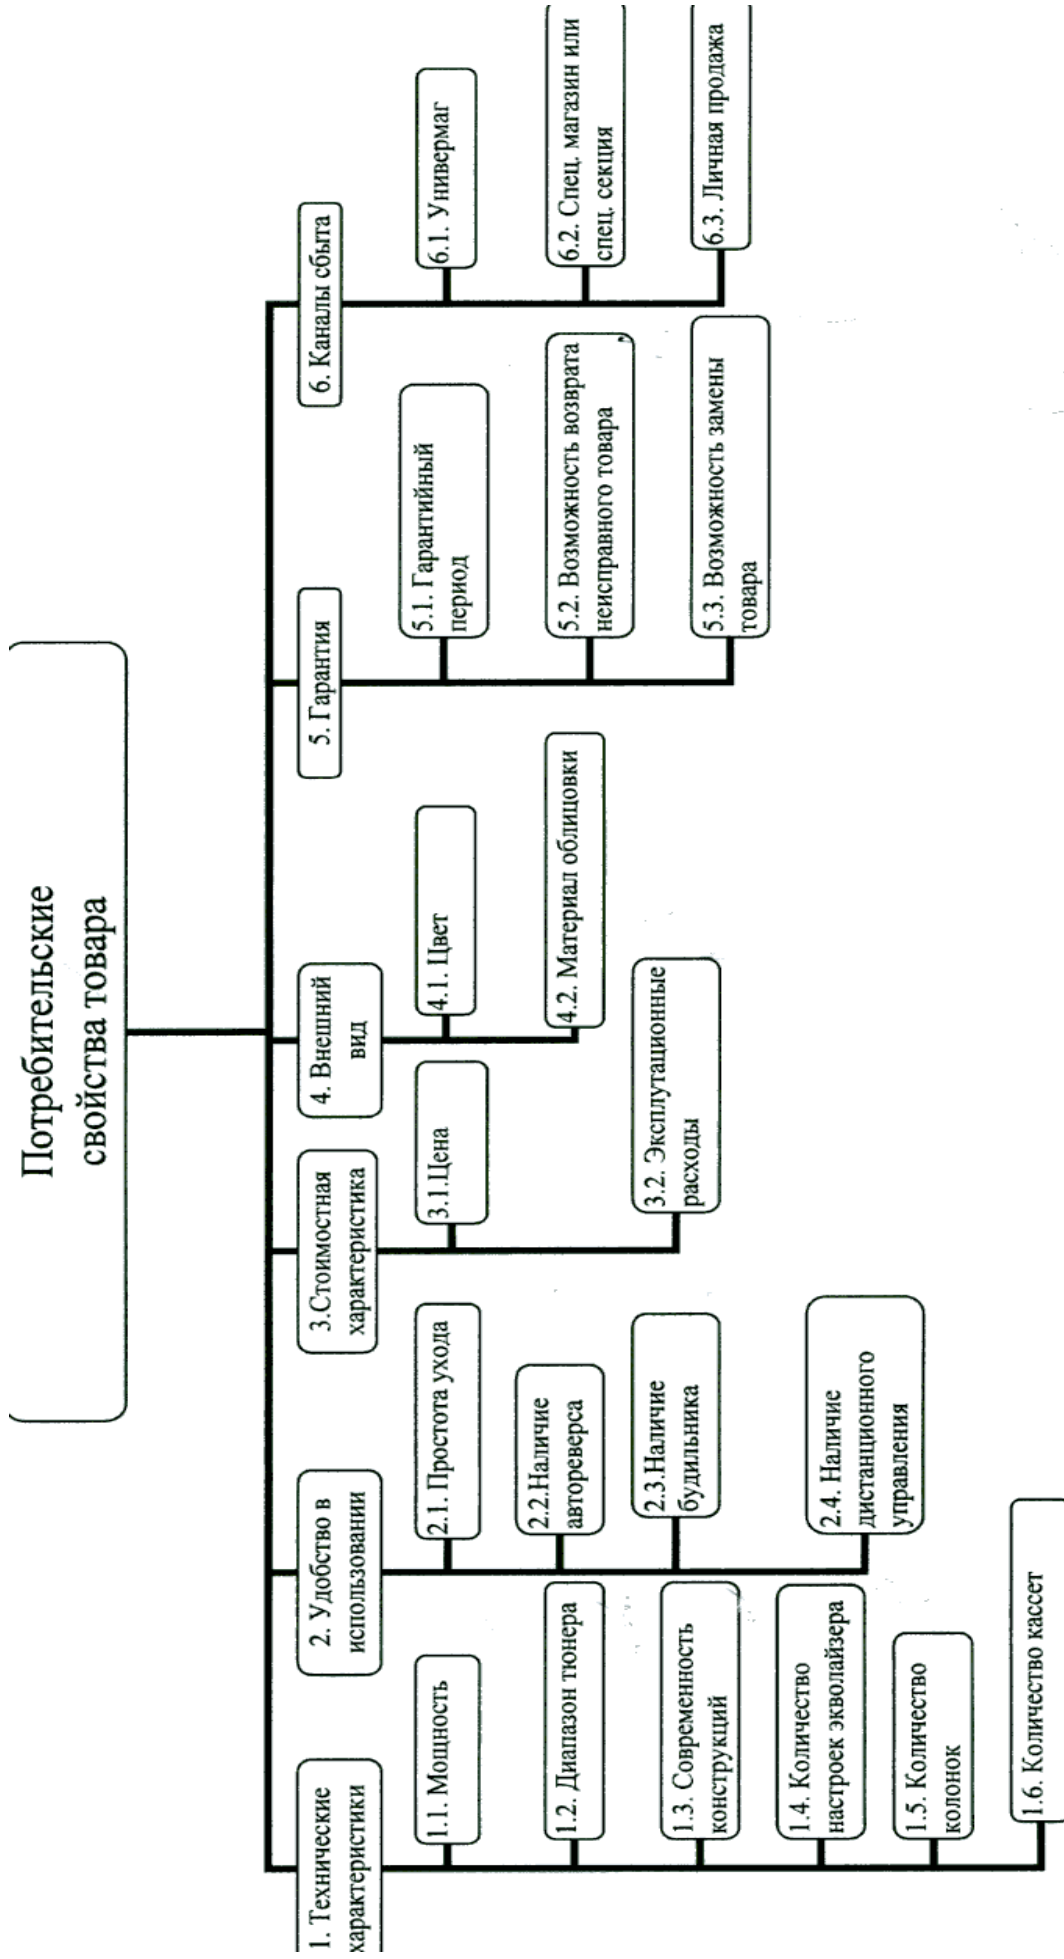 Потребительские
свойства товара
1. Технические
характеристики
1.1. Мощность
1.2. Диапазон тюнера
1.3. Современность
конструкций
1.4. Количество
настроек эквoлайзера
1.5. Количество
колонок
1.6. Количество кассет
2. Удобство в
использовании
2.1. Простота ухода
2.2.Наличие
автореверса
2.3.Наличие
будильника
2.4. Наличие
дистанционного
управления
3.Стоимостная
характеристика
3.1.Цена
3.2. Эксплутационные
расходы
4. Внешний
вид
4.1. Цвет
4.2. Материал облицовки
5. Гарантия
5.1. Гарантийный
период
5.2. Возможность возврата
неисправного товара
5.3. Возможность замены
товара
6. Каналы сбыта
6.1. Универмаг
6.2. Спец. магазин или
спец. секция
6.3. Личная продажа